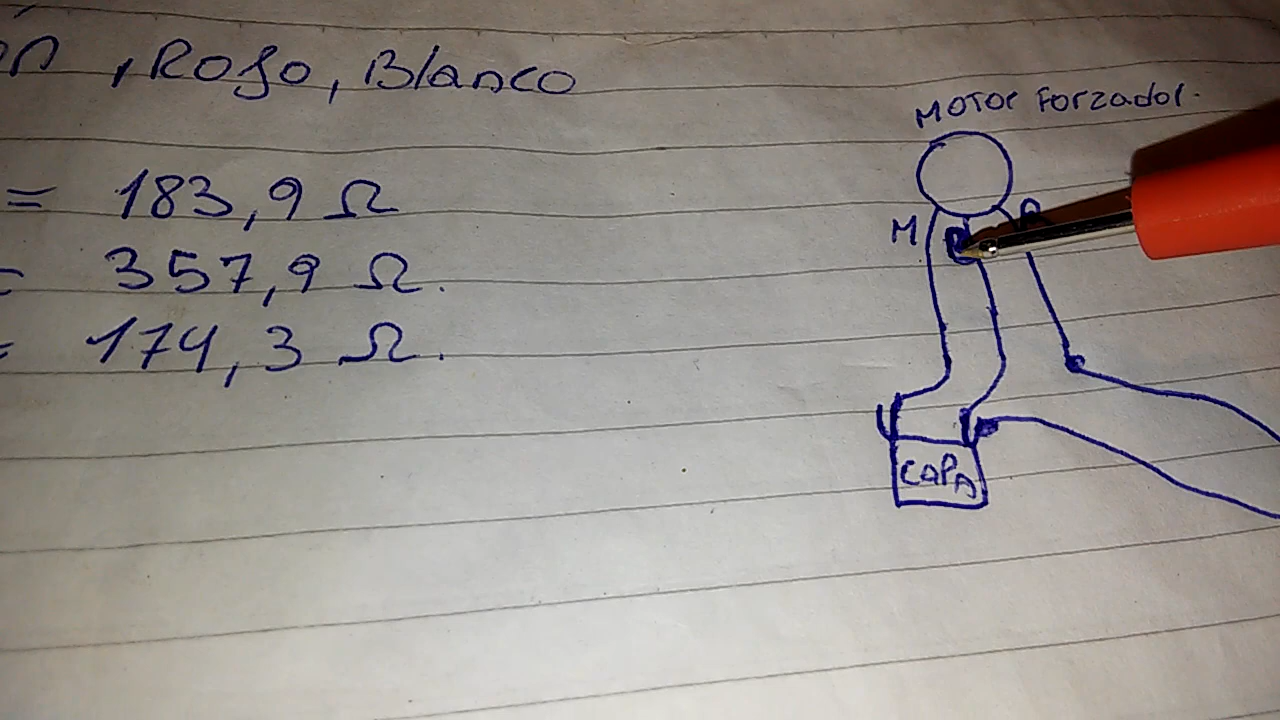 , Rojo, Blanco
= 183,9 Ω
= 357,9 Ω.
= 174,3 Ω.
MOTOR Forzador.
M
R
CAPA